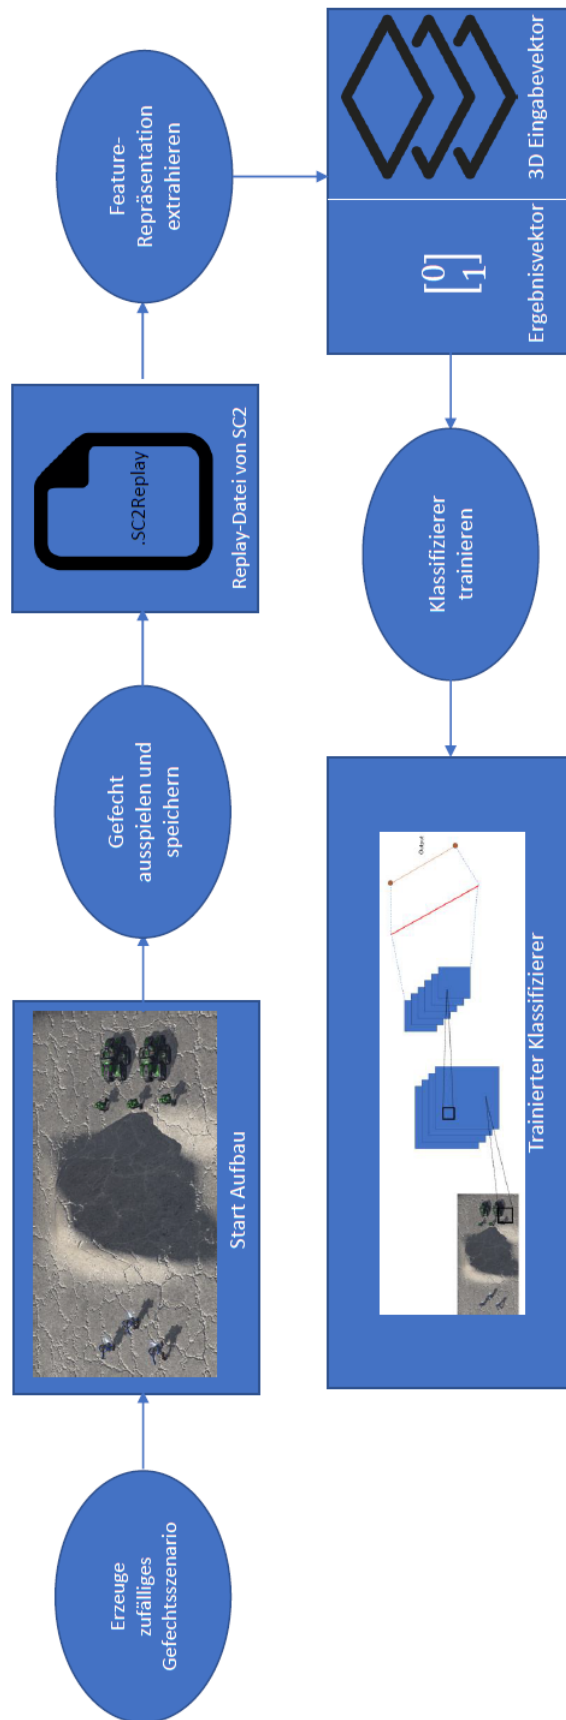 Erzeuge
zufälliges
Gefechtsszenario
Start Aufbau
Gefecht
ausspielen und
speichern
.SC2Replay
Replay-Datei von SC2
Feature-
Repräsentation
extrahieren
3D Eingabevektor
[0
1]
Ergebnisvektor
Klassifizierer
trainieren
Output
Trainierter Klassifizierer